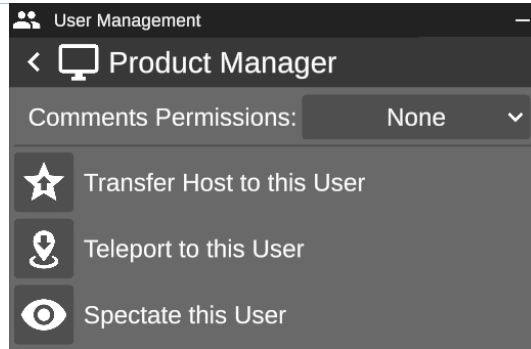 User Management
Product Manager
Comments Permissions: None
Transfer Host to this User
Teleport to this User
Spectate this User